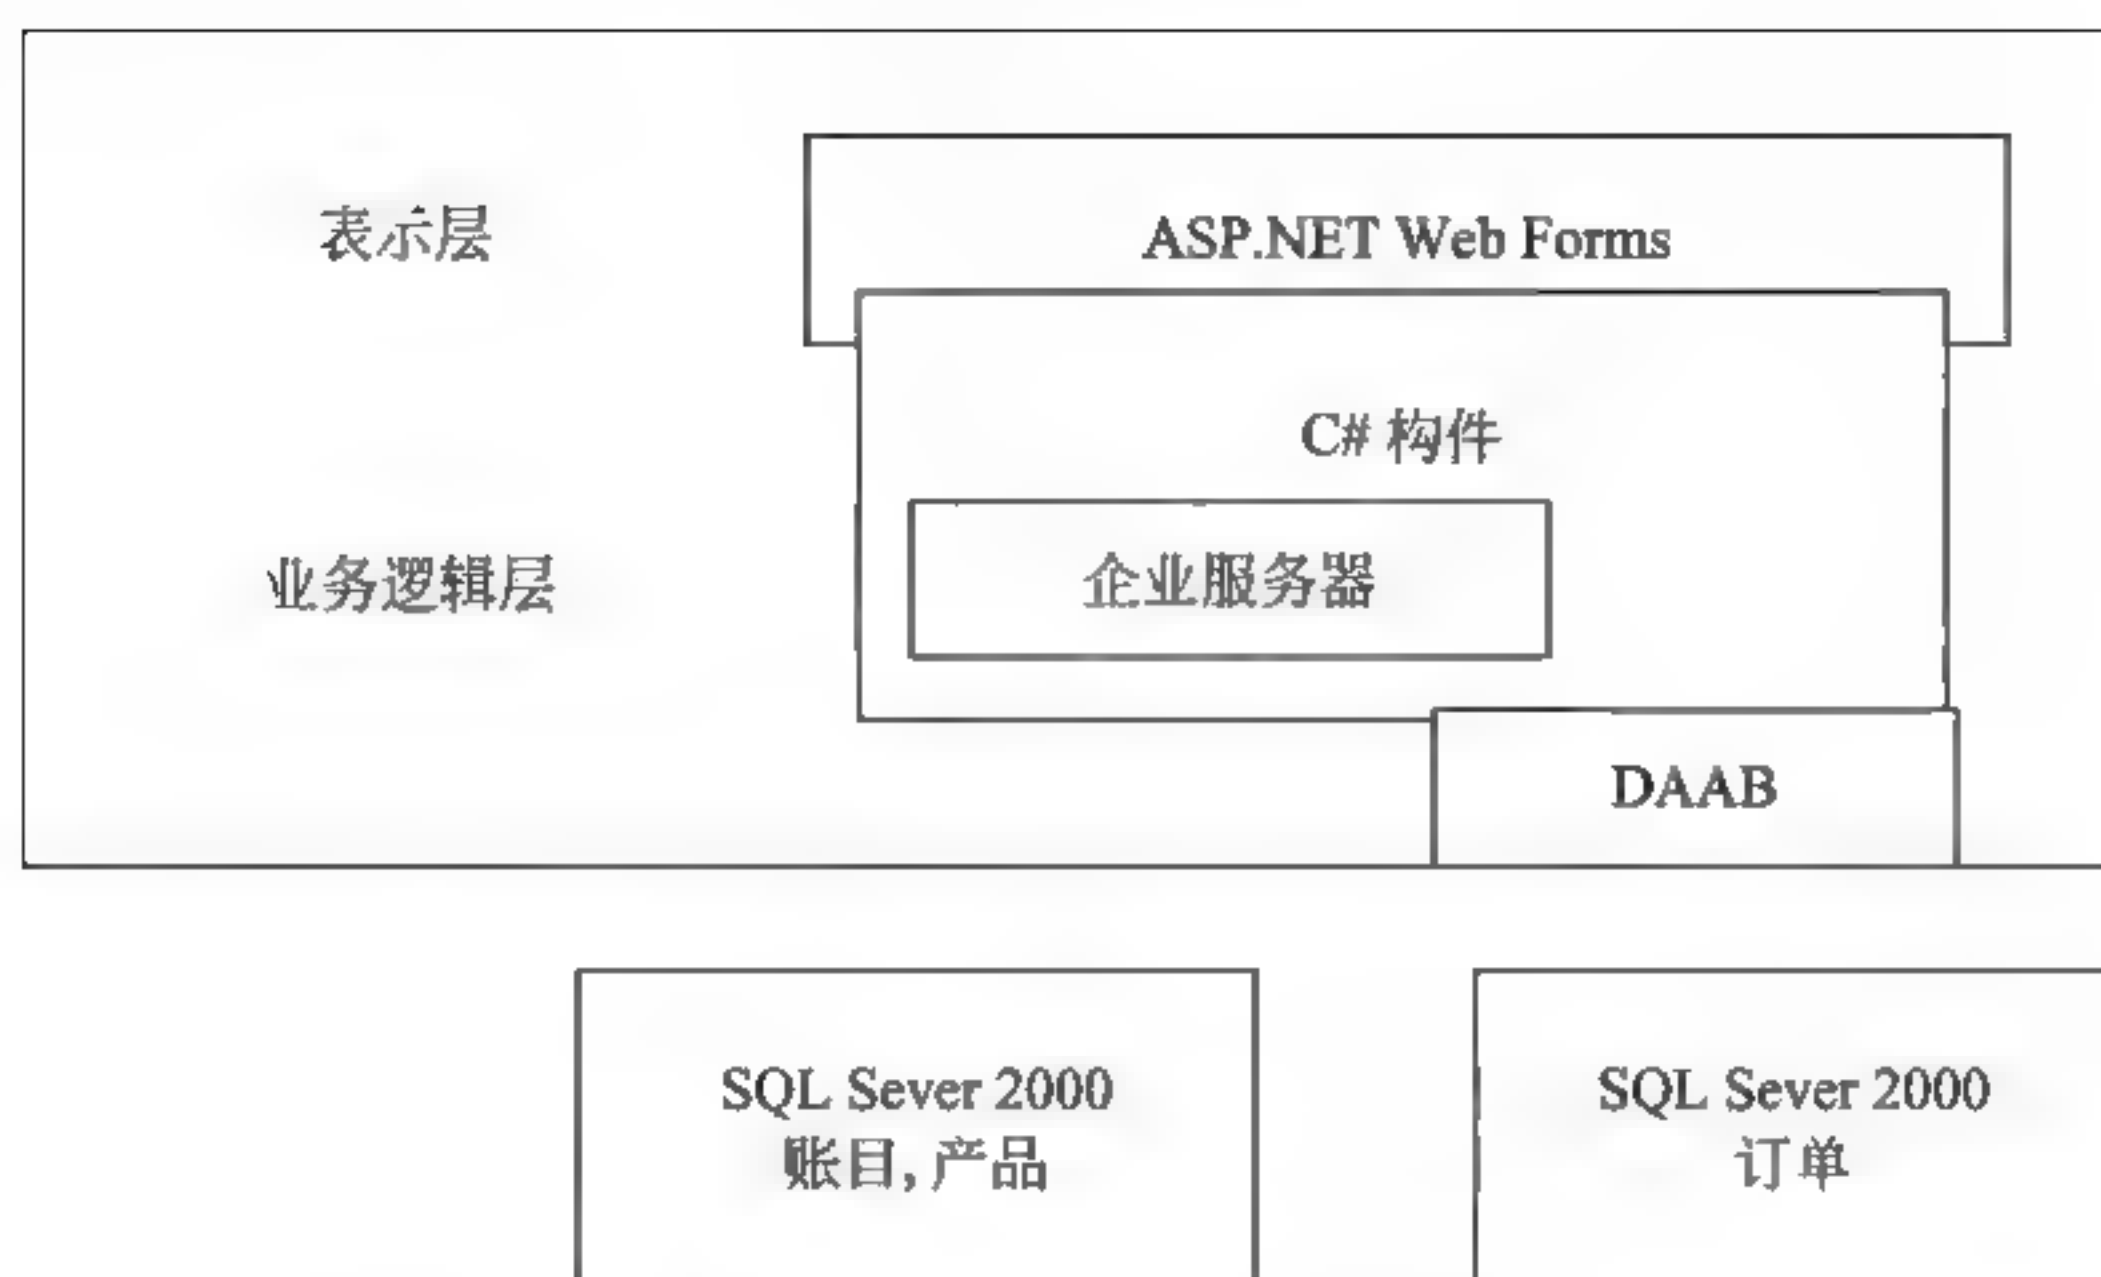 表示层
ASP.NET Web Forms
C# 构件
业务逻辑层
企业服务器
DAAB
SQL Sever 2000
账目, 产品
SQL Sever 2000
订单